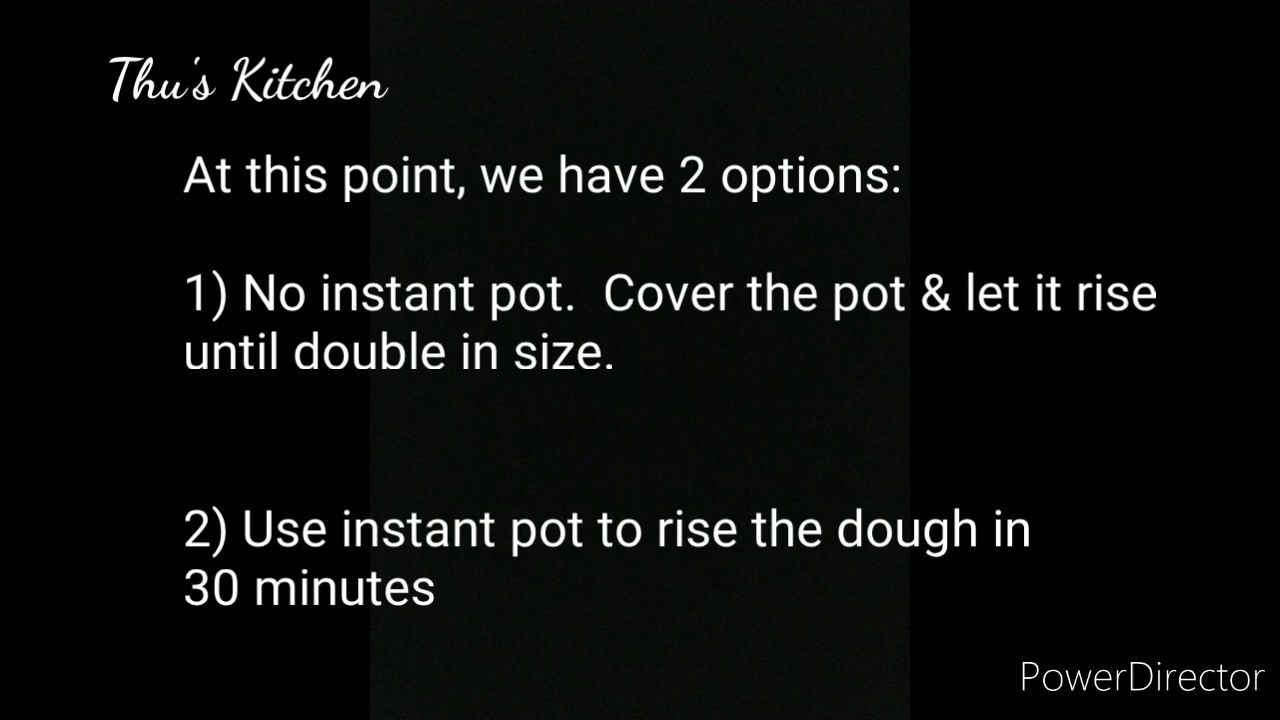 Thu's Kitchen
At this point, we have 2 options:
1) No instant pot.  Cover the pot & let it rise
until double in size.
2) Use instant pot to rise the dough in
30 minutes
PowerDirector